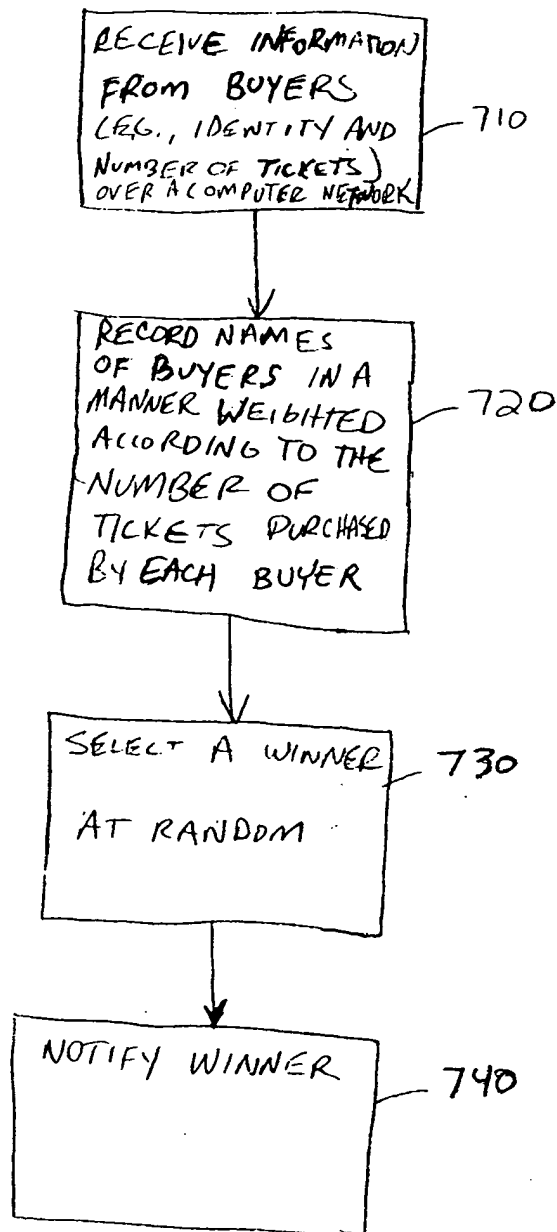 RECEIVE INFORMATION
FROM BUYERS
(E.G., IDENTITY AND
NUMBER OF TICKETS)
OVER A COMPUTER NETWORK
710
RECORD NAMES
OF BUYERS IN A
MANNER WEIGHTED
ACCORDING TO THE
NUMBER OF
TICKETS PURCHASED
BY EACH BUYER
720
SELECT A WINNER
AT RANDOM
730
NOTIFY WINNER
740